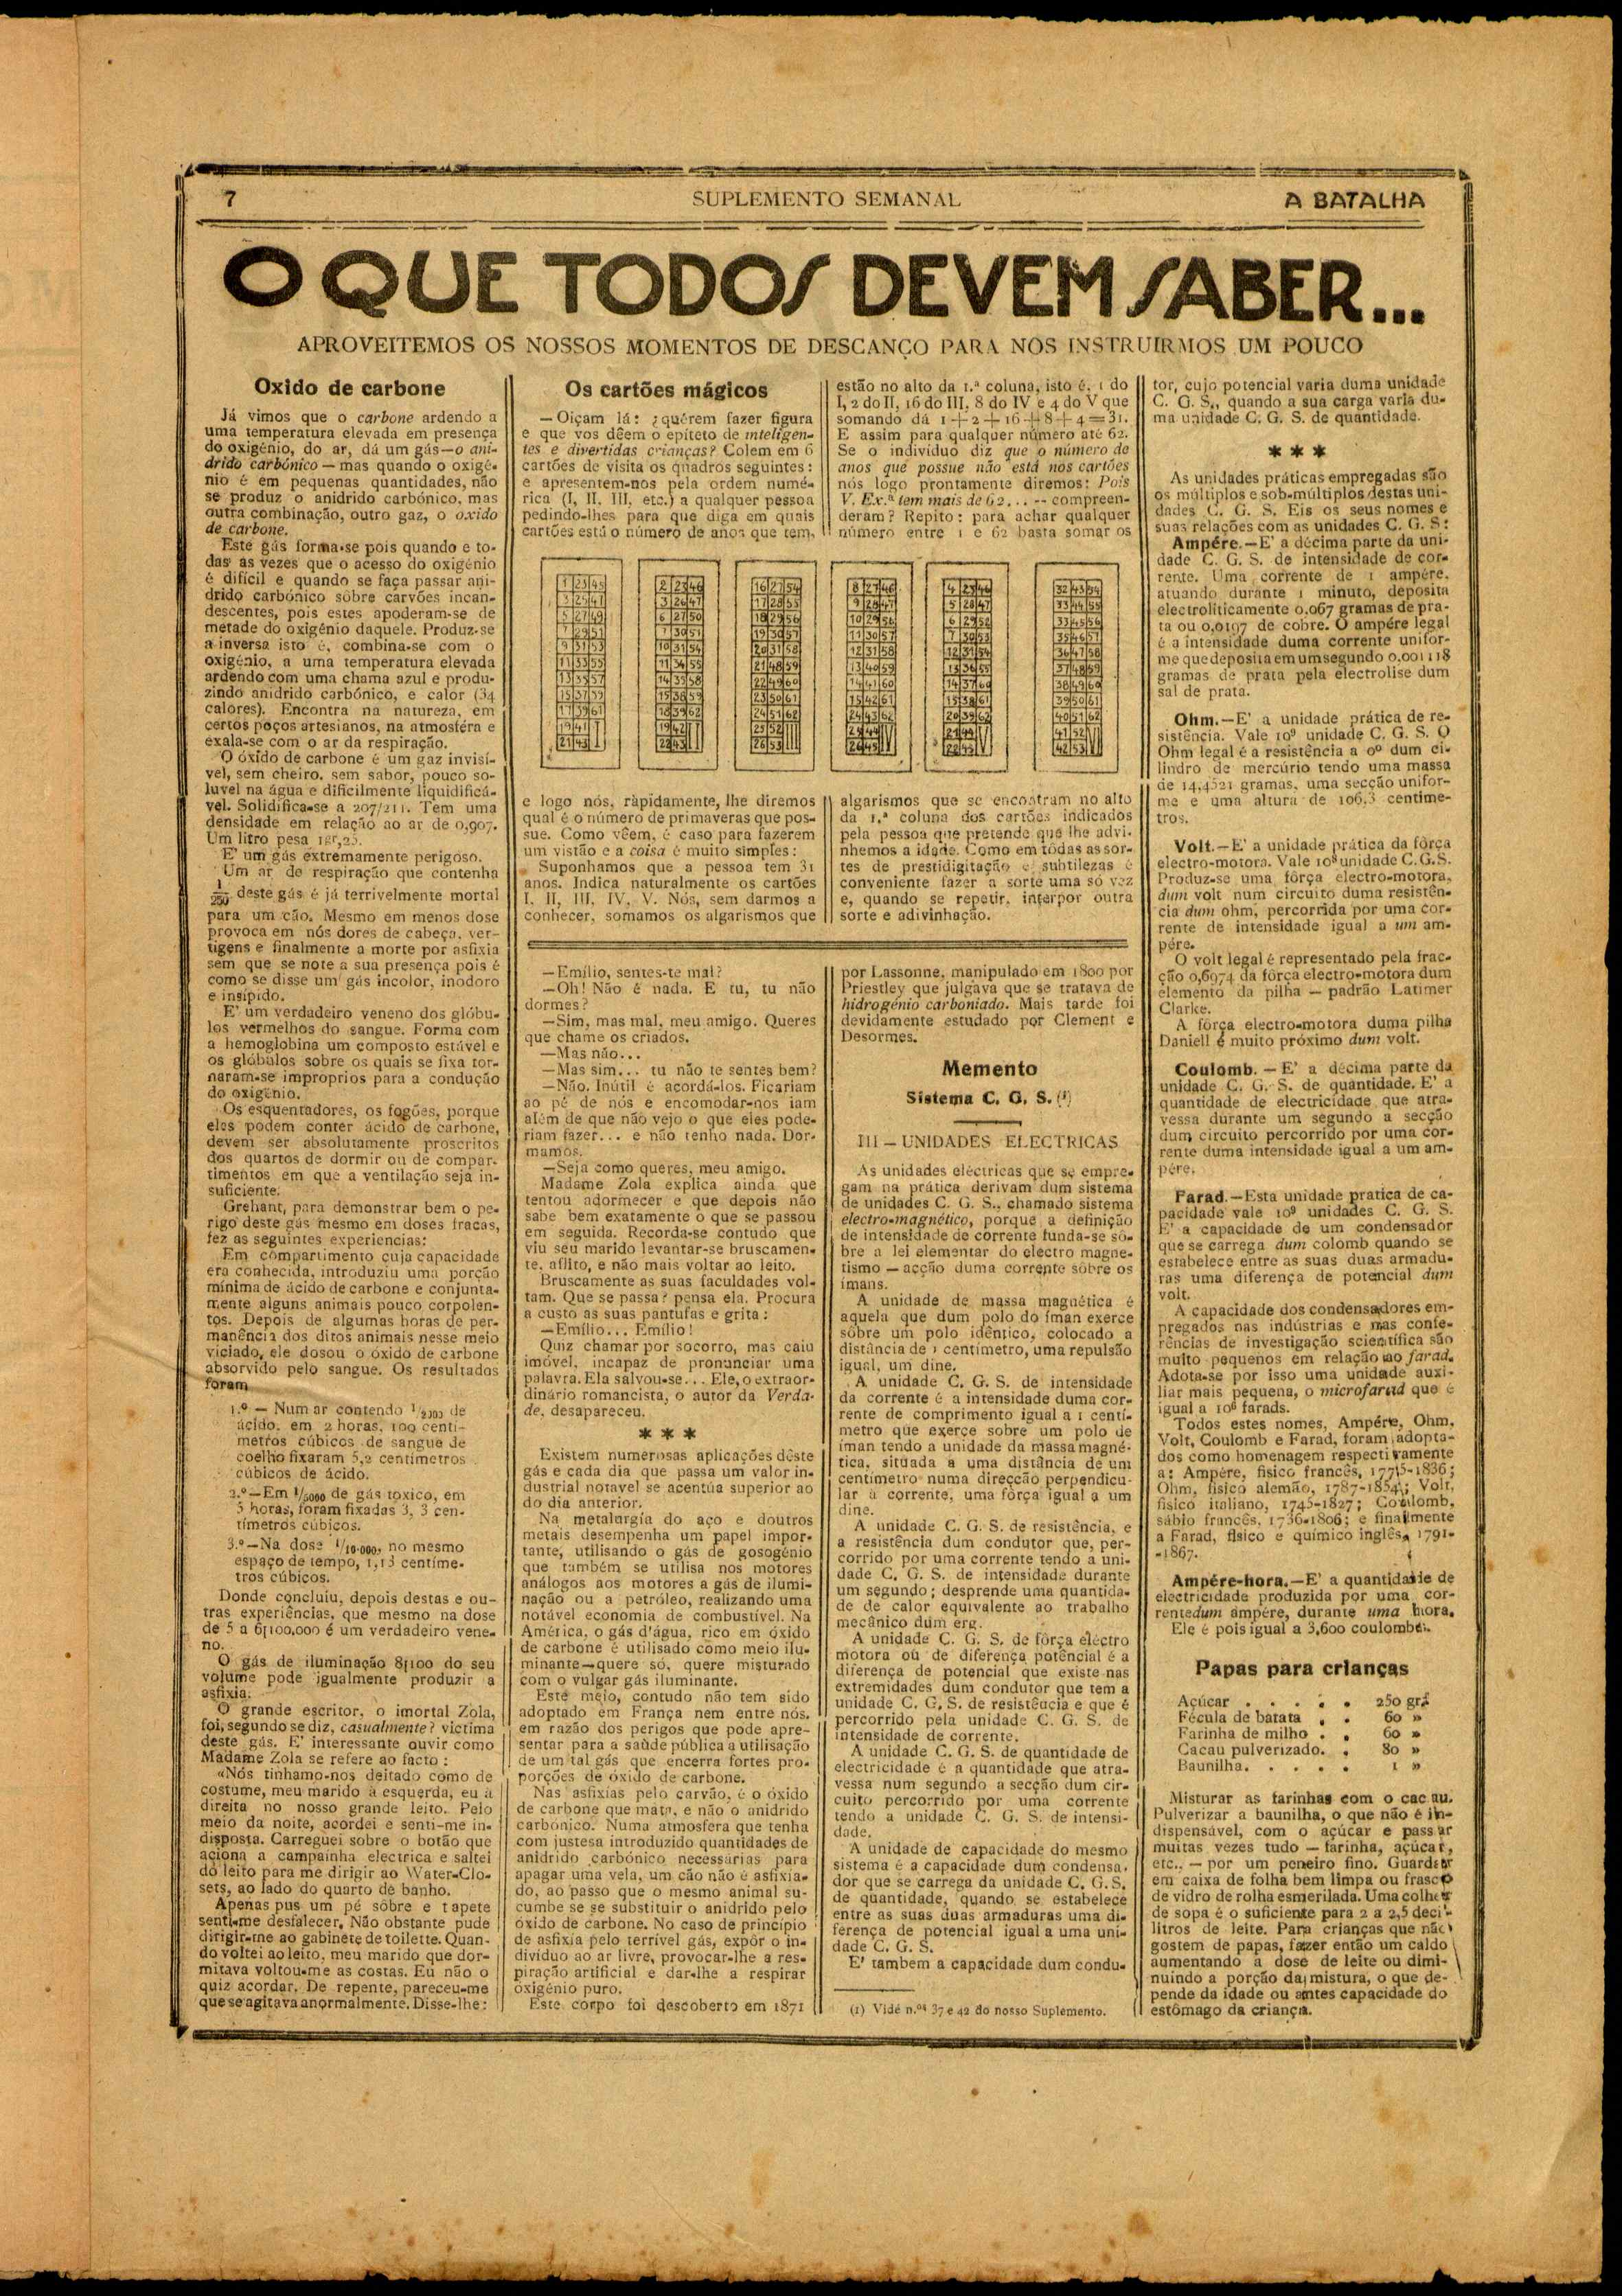 7
SUPLEMENTO SEMANAL
A BATALHA
O QUE TODOS DEVEM SABER...
APROVEITEMOS OS NOSSOS MOMENTOS DE DESCANÇO PARA NOS INSTRUIRMOS UM POUCO
Oxido de carbone
Já vimos que o carbone ardendo a
uma temperatura elevada em presença
do oxigénio, do ar, dá um gás—o ani-
drido carbónico — mas quando o oxigé-
nio é em pequenas quantidades, não
se produz o anidrido carbónico, mas
outra combinação, outro gaz, o oxido
de carbone.
Este gás forma-se pois quando e to-
das as vezes que o acesso do oxigénio
é difícil e quando se faça passar ani-
drido carbónico sôbre carvões incan-
descentes, pois estes apoderam-se de
metade do oxigénio daquele. Produz-se
a inversa isto é, combina-se com o
oxigénio, a uma temperatura elevada
ardendo com uma chama azul e produ-
zindo anidrido carbónico, e calor (34
calores). Encontra na natureza, em
certos poços artesianos, na atmosféra e
exala-se com o ar da respiração.
O óxido de carbone é um gaz invisí-
vel, sem cheiro, sem sabor, pouco so-
luvel na água e dificilmente liquidificá-
vel. Solidifica-se a 207/211. Tem uma
densidade em relação ao ar de 0,907.
Um litro pesa 1gr,25.
E' um gás extremamente perigoso.
Um ar de respiração que contenha
1/250 deste gás é já terrivelmente mortal
para um cão. Mesmo em menos dose
provoca em nós dores de cabeça, ver-
tigens e finalmente a morte por asfixia
sem que se note a sua presença pois é
como se disse um gás incolor, inodoro
e insípido.
E' um verdadeiro veneno dos glóbu-
los vermelhos do sangue. Forma com
a hemoglobina um composto estável e
os glóbulos sobre os quais se fixa tor-
naram-se improprios para a condução
do oxigénio.
Os esquentadores, os fogões, porque
eles podem conter ácido de carbone,
devem ser absolutamente proscritos
dos quartos de dormir ou de compar-
timentos em que a ventilação seja in-
suficiente.
Grehant, para demonstrar bem o pe-
rigo deste gás mesmo em doses fracas,
fez as seguintes experiencias:
Em compartimento cuja capacidade
era conhecida, introduziu uma porção
mínima de ácido de carbone e conjunta-
mente alguns animais pouco corpolen-
tos. Depois de algumas horas de per-
manência dos ditos animais nesse meio
viciado, ele dosou o óxido de carbone
absorvido pelo sangue. Os resultados
foram
1.º — Num ar contendo de
ácido, em 2 horas, 100 centi-
metros cúbicos de sangue de
coelho fixaram 5,2 centímetros
cúbicos de ácido.
2.º—Em 1/5000 de gás toxico, em
5 horas, foram fixadas 3, 3 cen-
tímetros cúbicos.
3.º—Na dose 1/10.000, no mesmo
espaço de tempo, 1,13 centíme-
tros cúbicos.
Donde concluiu, depois destas e ou-
tras experiências, que mesmo na dose
de 5 a 6|100,000 é um verdadeiro vene-
no.
O gás de iluminação 8|100 do seu
volume pode igualmente produzir a
asfixia.
O grande escritor, o imortal Zola,
foi, segundo se diz, casualmente? victima
deste gás. E' interessante ouvir como
Madame Zola se refere ao facto :
«Nós tinhamo-nos deitado como de
costume, meu marido à esquerda, eu à
direita no nosso grande leito. Pelo
meio da noite, acordei e senti-me in-
disposta. Carreguei sobre o botão que
aciona a campainha electrica e saltei
do leito para me dirigir ao Water-Clo-
sets, ao lado do quarto de banho.
Apenas pus um pé sôbre e tapete
senti-me desfalecer. Não obstante pude
dirigir-me ao gabinete de toilette. Quan-
do voltei ao leito, meu marido que dor-
mitava voltou-me as costas. Eu não o
quiz acordar. De repente, pareceu-me
que se agitava anormalmente. Disse-lhe:
Os cartões mágicos
—Oiçam lá: ¿quérem fazer figura
e que vos dêem o epíteto de inteligen-
tes e divertidas crianças? Colem em 6
cartões de visita os quadros seguintes :
e apresentem-nos pela ordem numé-
rica (I, II, III, etc.) a qualquer pessoa
pedindo-lhes para que diga em quais
cartões está o número de anos que tem,
estão no alto da 1.ª coluna, isto é, 1 do
I, 2 do II, 16 do III, 8 do IV e 4 do V que
somando dá 1+2+16+8+4=31.
E assim para qualquer número até 62.
Se o indivíduo diz que o número de
anos que possue não está nos cartões
nós logo prontamente diremos: Pois
V. Ex.ª tem mais de 62... -- compreen-
deram? Repito: para achar qualquer
número entre 1 e 62 basta somar os
e logo nós, ràpidamente, lhe diremos
qual é o número de primaveras que pos-
sue. Como vêem, é caso para fazerem
um vistão e a coisa é muito simples:
Suponhamos que a pessoa tem 31
anos. Indica naturalmente os cartões
I, II, III, IV, V. Nós, sem darmos a
conhecer, somamos os algarismos que
algarismos que se encontram no alto
da 1.ª coluna dos cartões indicados
pela pessoa que pretende que lhe advi-
nhemos a idade. Como em tôdas as sor-
tes de prestidigitação e subtilezas é
conveniente fazer a sorte uma só vez
e, quando se repetir, interpor outra
sorte e adivinhação.
—Emílio, sentes-te mal?
—Oh! Não é nada. E tu, tu não
dormes?
—Sim, mas mal, meu amigo. Queres
que chame os criados.
—Mas não...
—Mas sim... tu não te sentes bem?
—Não. Inútil é acordá-los. Ficariam
ao pé de nós e encomodar-nos iam
além de que não vejo o que eles pode-
riam fazer... e não tenho nada. Dor-
mamos.
—Seja como queres, meu amigo.
Madame Zola explica ainda que
tentou adormecer e que depois não
sabe bem exatamente o que se passou
em seguida. Recorda-se contudo que
viu seu marido levantar-se bruscamen-
te, aflito, e não mais voltar ao leito.
Bruscamente as suas faculdades vol-
tam. Que se passa? pensa ela. Procura
a custo as suas pantufas e grita :
—Emílio... Emílio!
Quiz chamar por socorro, mas caiu
imóvel, incapaz de pronunciar uma
palavra. Ela salvou-se... Ele, o extraor-
dinário romancista, o autor da Verda-
de, desapareceu.
* * *
Existem numerosas aplicações dêste
gás e cada dia que passa um valor in-
dustrial notavel se acentúa superior ao
do dia anterior.
Na metalurgía do aço e doutros
metais desempenha um papel impor-
tante, utilisando o gás de gosogénio
que também se utilisa nos motores
análogos aos motores a gás de ilumi-
nação ou a petróleo, realizando uma
notável economia de combustível. Na
América, o gás d'água, rico em óxido
de carbone é utilisado como meio ilu-
minante—quere só, quere misturado
com o vulgar gás iluminante.
Este meio, contudo não tem sido
adoptado em França nem entre nós.
em razão dos perigos que pode apre-
sentar para a saúde pública a utilisação
de um tal gás que encerra fortes pro-
porções de óxido de carbone.
Nas asfixias pelo carvão, é o óxido
de carbone que mata, e não o anidrido
carbónico. Numa atmosfera que tenha
com justesa introduzido quantidades de
anidrido carbónico necessárias para
apagar uma vela, um cão não é asfixia-
do, ao passo que o mesmo animal su-
cumbe se se substituir o anidrido pelo
óxido de carbone. No caso de princípio
de asfixia pelo terrível gás, expôr o in-
divíduo ao ar livre, provocar-lhe a res-
piração artificial e dar-lhe a respirar
oxigénio puro.
Este corpo foi descoberto em 1871
por Lassonne, manipulado em 1800 por
Priestley que julgava que se tratava de
hidrogénio carboniado. Mais tarde foi
devidamente estudado por Clement e
Desormes.
Memento
Sistema C. G. S. (¹)
III — UNIDADES ELECTRICAS
As unidades eléctricas que se empre-
gam na prática derivam dum sistema
de unidades C. G. S., chamado sistema
electro-magnético, porque a definição
de intensidade de corrente funda-se sô-
bre a lei elementar do electro magne-
tismo — acção duma corrente sôbre os
imans.
A unidade de massa magnética é
aquela que dum polo do íman exerce
sôbre um polo idêntico, colocado a
distância de 1 centímetro, uma repulsão
igual, um dine.
A unidade C. G. S. de intensidade
da corrente é a intensidade duma cor-
rente de comprimento igual a 1 centí-
metro que exerce sobre um polo de
íman tendo a unidade da massa magné-
tica, situada a uma distância de um
centímetro numa direcção perpendicu-
lar à corrente, uma fôrça igual a um
dine.
A unidade C. G. S. de resistência, e
a resistência dum condutor que, per-
corrido por uma corrente tendo a uni-
dade C. G. S. de intensidade durante
um segundo; desprende uma quantida-
de de calor equivalente ao trabalho
mecânico dum erg.
A unidade C. G. S. de fôrça eléctro
motora ou de diferença potêncial é a
diferença de potencial que existe nas
extremidades dum condutor que tem a
unidade C. G. S. de resistência e que é
percorrido pela unidade C. G. S. de
intensidade de corrente.
A unidade C. G. S. de quantidade de
electricidade é a quantidade que atra-
vessa num segundo a secção dum cir-
cuito percorrido por uma corrente
tendo a unidade C. G. S. de intensi-
dade.
A unidade de capacidade do mesmo
sistema é a capacidade dum condensa-
dor que se carrega da unidade C. G. S.
de quantidade, quando se estabelece
entre as suas duas armaduras uma di-
ferença de potencial igual a uma uni-
dade C. G. S.
E' tambem a capacidade dum condu-
(1) Vidé n.ºs 37 e 42 do nosso Suplemento.
tor, cujo potencial varia duma unidade
C. G. S., quando a sua carga varía du-
ma unidade C. G. S. de quantidade.
* * *
As unidades práticas empregadas são
os múltiplos e sob-múltiplos destas uni-
dades C. G. S. Eis os seus nomes e
suas relações com as unidades C. G. S:
Ampére.—E' a décima parte da uni-
dade C. G. S. de intensidade de cor-
rente. Uma corrente de 1 ampére,
atuando durante 1 minuto, deposita
electroliticamente 0,067 gramas de pra-
ta ou 0,0197 de cobre. O ampére legal
é a intensidade duma corrente unifor-
me que deposita em um segundo 0,001118
gramas de prata pela electrolise dum
sal de prata.
Ohm.—E' a unidade prática de re-
sistência. Vale 10⁹ unidade C. G. S. O
Ohm legal é a resistência a 0º dum ci-
lindro de mercúrio tendo uma massa
de 14,4521 gramas, uma secção unifor-
me e uma altura de 106,3 centime-
tros.
Volt.—E' a unidade prática da fôrça
electro-motora. Vale 10⁸ unidade C.G.S.
Produz-se uma fôrça electro-motora,
dum volt num circuito duma resistên-
cia dum ohm, percorrida por uma cor-
rente de intensidade igual a um am-
pére.
O volt legal é representado pela frac-
ção 0,6974 da fôrça electro-motora dum
elemento da pilha — padrão Latimer
Clarke.
A fôrça electro-motora duma pilha
Daniell é muito próximo dum volt.
Coulomb. — E' a décima parte da
unidade C. G. S. de quantidade. E' a
quantidade de electricidade que atra-
vessa durante um segundo a secção
dum circuito percorrido por uma cor-
rente duma intensidade igual a um am-
pére.
Farad.—Esta unidade pratica de ca-
pacidade vale 10⁹ unidades C. G. S.
E' a capacidade de um condensador
que se carrega dum colomb quando se
estabelece entre as suas duas armadu-
ras uma diferença de potencial dum
volt.
A capacidade dos condensadores em-
pregados nas indústrias e nas confe-
rências de investigação scientífica são
muito pequenos em relação ao farad.
Adota-se por isso uma unidade auxi-
liar mais pequena, o microfarad que é
igual a 10⁶ farads.
Todos estes nomes, Ampére, Ohm,
Volt, Coulomb e Farad, foram adopta-
dos como homenagem respectivamente
a: Ampére, fisico francês, 1775-1836;
Ohm, físico alemão, 1787-1854; Volt,
físico italiano, 1745-1827; Coulomb,
sábio francês, 1736-1806; e finalmente
a Farad, físico e químico inglês, 1791-
-1867.
Ampére-hora.—E' a quantidade de
electricidade produzida por uma cor-
rente dum ampére, durante uma hora.
Ele é pois igual a 3,600 coulombs.
Papas para crianças
Açúcar . . . . . 250 gr.
Fécula de batata . . 60 »
Farinha de milho . . 60 »
Cacau pulverizado. . 80 »
Baunilha. . . . . 1 »
Misturar as farinhas com o cacau.
Pulverizar a baunilha, o que não é in-
dispensável, com o açúcar e passar
muitas vezes tudo — farinha, açúcar,
etc., — por um peneiro fino. Guardar
em caixa de folha bem limpa ou frasco
de vidro de rolha esmerilada. Uma colher
de sopa é o suficiente para 2 a 2,5 deci-
litros de leite. Para crianças que não
gostem de papas, fazer então um caldo
aumentando a dose de leite ou dimi-
nuindo a porção da mistura, o que de-
pende da idade ou antes capacidade do
estômago da criança.